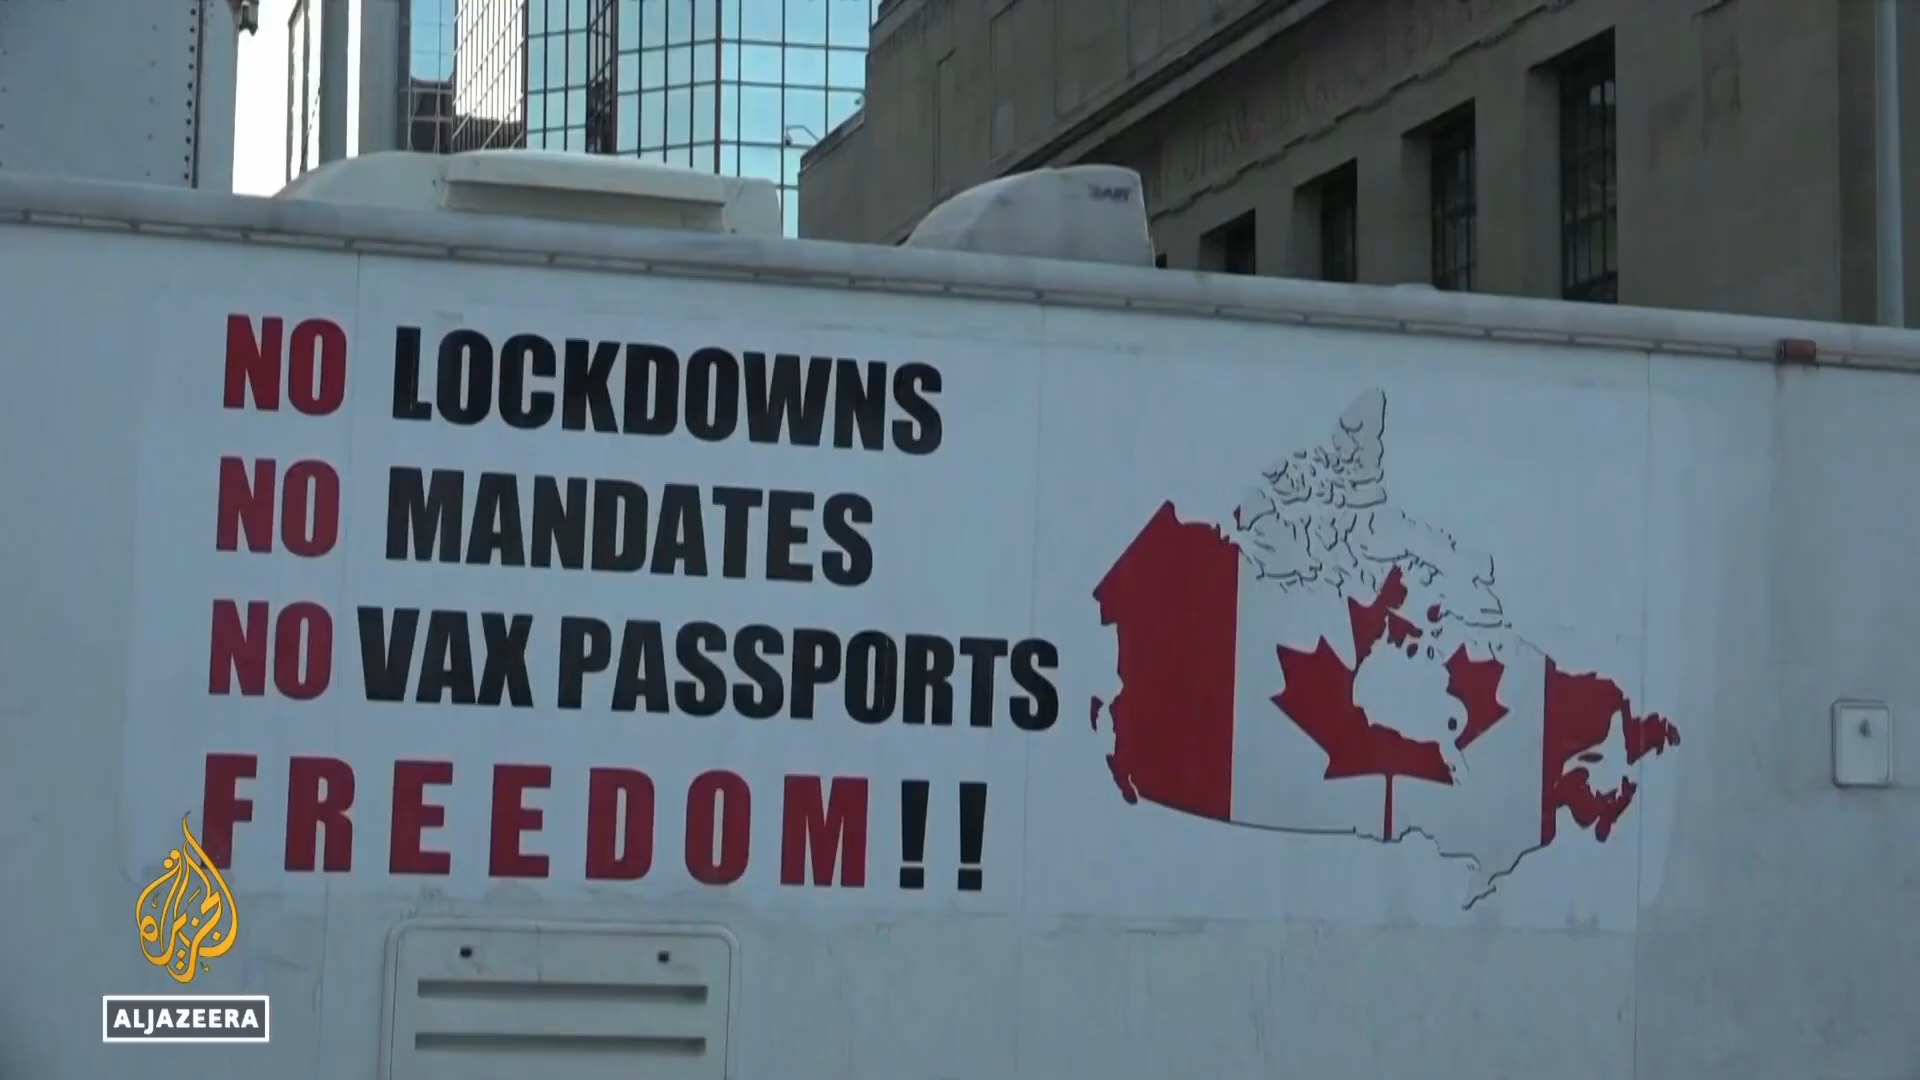 NO LOCKDOWNS
NO MANDATES
NO VAX PASSPORTS
FREEDOM!!
الجزيرة
ALJAZEERA